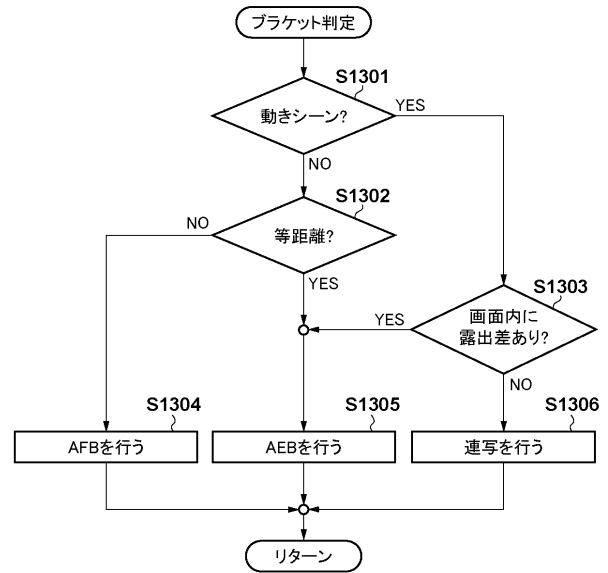 ブラケット判定
S1301
動きシーン?
YES
NO
S1302
等距離?
NO
YES
S1303
画面内に
露出差あり?
YES
NO
S1304
AFBを行う
S1305
AEBを行う
S1306
連写を行う
リターン